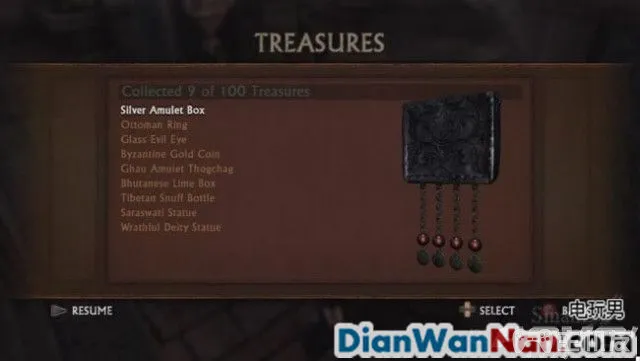 TREASURES
Collected 9 of 100 Treasures
Silver Amulet Box
Ottoman Ring
Glass Evil Eye
Byzantine Gold Coin
Ghau Amulet Thogchag
Bhutanese Lime Box
Tibetan Snuff Bottle
Saraswati Statue
Wrathful Deity Statue
RESUME
SELECT
电玩男
DianWanNan.com